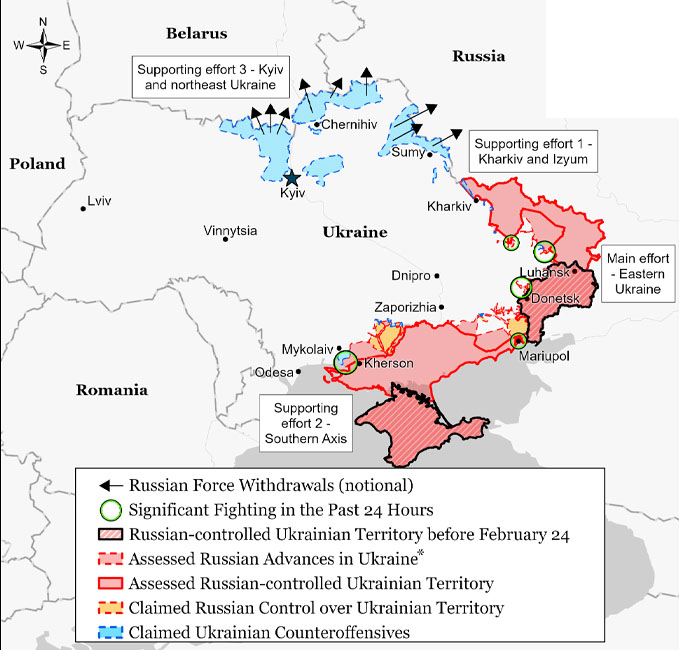 N
W E
S
Belarus
Russia
Supporting effort 3 - Kyiv
and northeast Ukraine
Chernihiv
Supporting effort 1 -
Kharkiv and Izyum
Sumy
Poland
Kyiv
Lviv
Kharkiv
Vinnytsia
Ukraine
Main effort
- Eastern
Ukraine
Luhansk
Dnipro
Donetsk
Zaporizhia
Mykolaiv
Mariupol
Kherson
Odesa
Romania
Supporting
effort 2 -
Southern Axis
Russian Force Withdrawals (notional)
Significant Fighting in the Past 24 Hours
Russian-controlled Ukrainian Territory before February 24
Assessed Russian Advances in Ukraine*
Assessed Russian-controlled Ukrainian Territory
Claimed Russian Control over Ukrainian Territory
Claimed Ukrainian Counteroffensives